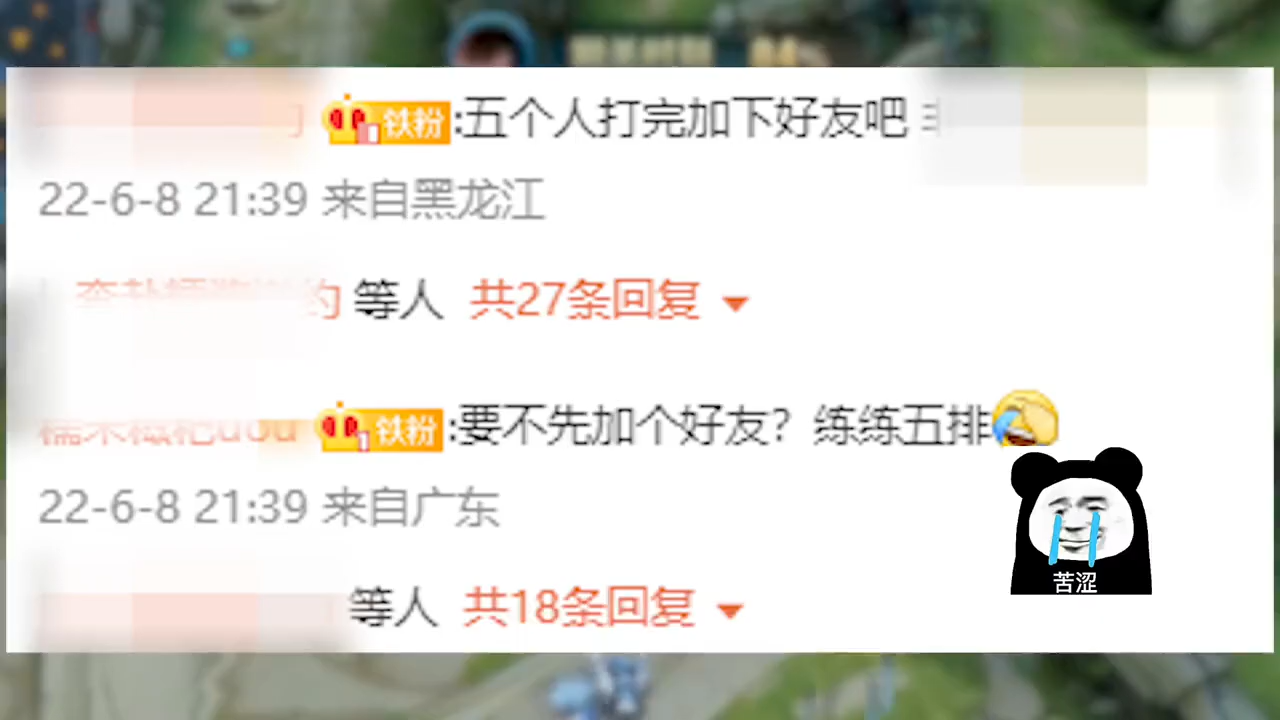 铁粉:五个人打完加下好友吧
22-6-8 21:39 来自黑龙江
等人 共27条回复
铁粉:要不先加个好友?练练五排
22-6-8 21:39 来自广东
苦涩
等人 共18条回复